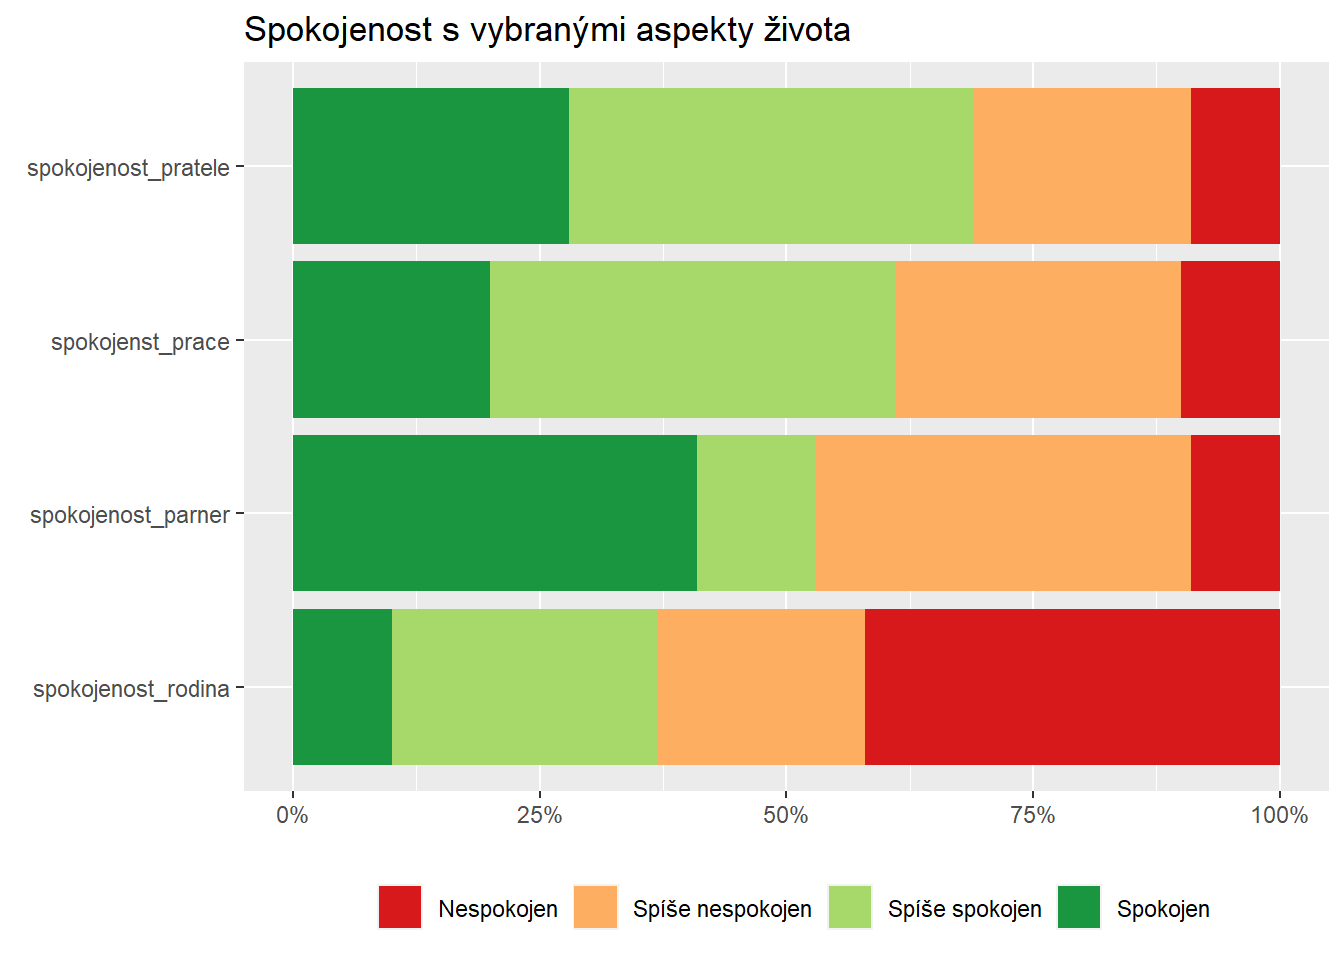 Spokojenost s vybranými aspekty života
spokojenost_pratele
spokojenst_prace
spokojenost_parner
spokojenost_rodina
0% 25% 50% 75% 100%
Nespokojen Spíše nespokojen Spíše spokojen Spokojen